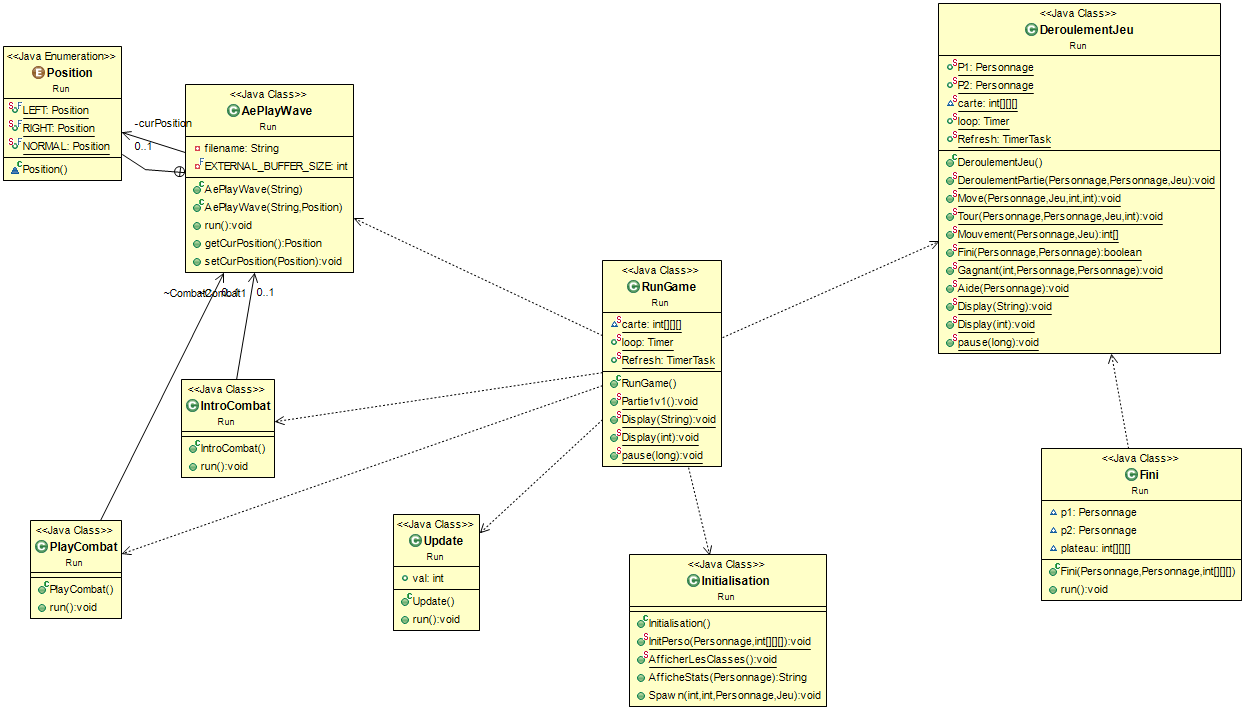 <<Java Enumeration>>
Position
Run
LEFT: Position
RIGHT: Position
NORMAL: Position
Position()
-curPosition
0..1
<<Java Class>>
AePlayWave
Run
filename: String
EXTERNAL_BUFFER_SIZE: int
AePlayWave(String)
AePlayWave(String,Position)
run():void
getCurPosition():Position
setCurPosition(Position):void
0..1
<<Java Class>>
IntroCombat
Run
IntroCombat()
run():void
<<Java Class>>
PlayCombat
Run
PlayCombat()
run():void
<<Java Class>>
RunGame
Run
carte: int[][][]
loop: Timer
Refresh: TimerTask
RunGame()
Partie1v1():void
Display(String):void
Display(int):void
pause(long):void
<<Java Class>>
Update
Run
val: int
Update()
run():void
<<Java Class>>
Initialisation
Run
Initialisation()
InitPerso(Personnage,int[][][]):void
AfficherLesClasses():void
AfficheStats(Personnage):String
Spawn(int,int,Personnage,Jeu):void
<<Java Class>>
DeroulementJeu
Run
P1: Personnage
P2: Personnage
carte: int[][][]
loop: Timer
Refresh: TimerTask
DeroulementJeu()
DeroulementPartie(Personnage,Personnage,Jeu):void
Move(Personnage,Jeu,int,int):void
Tour(Personnage,Personnage,Jeu,int):void
Mouvement(Personnage,Jeu):int[]
Fini(Personnage,Personnage):boolean
Gagnant(int,Personnage,Personnage):void
Aide(Personnage):void
Display(String):void
Display(int):void
pause(long):void
<<Java Class>>
Fini
Run
p1: Personnage
p2: Personnage
plateau: int[][][]
Fini(Personnage,Personnage,int[][][])
run():void